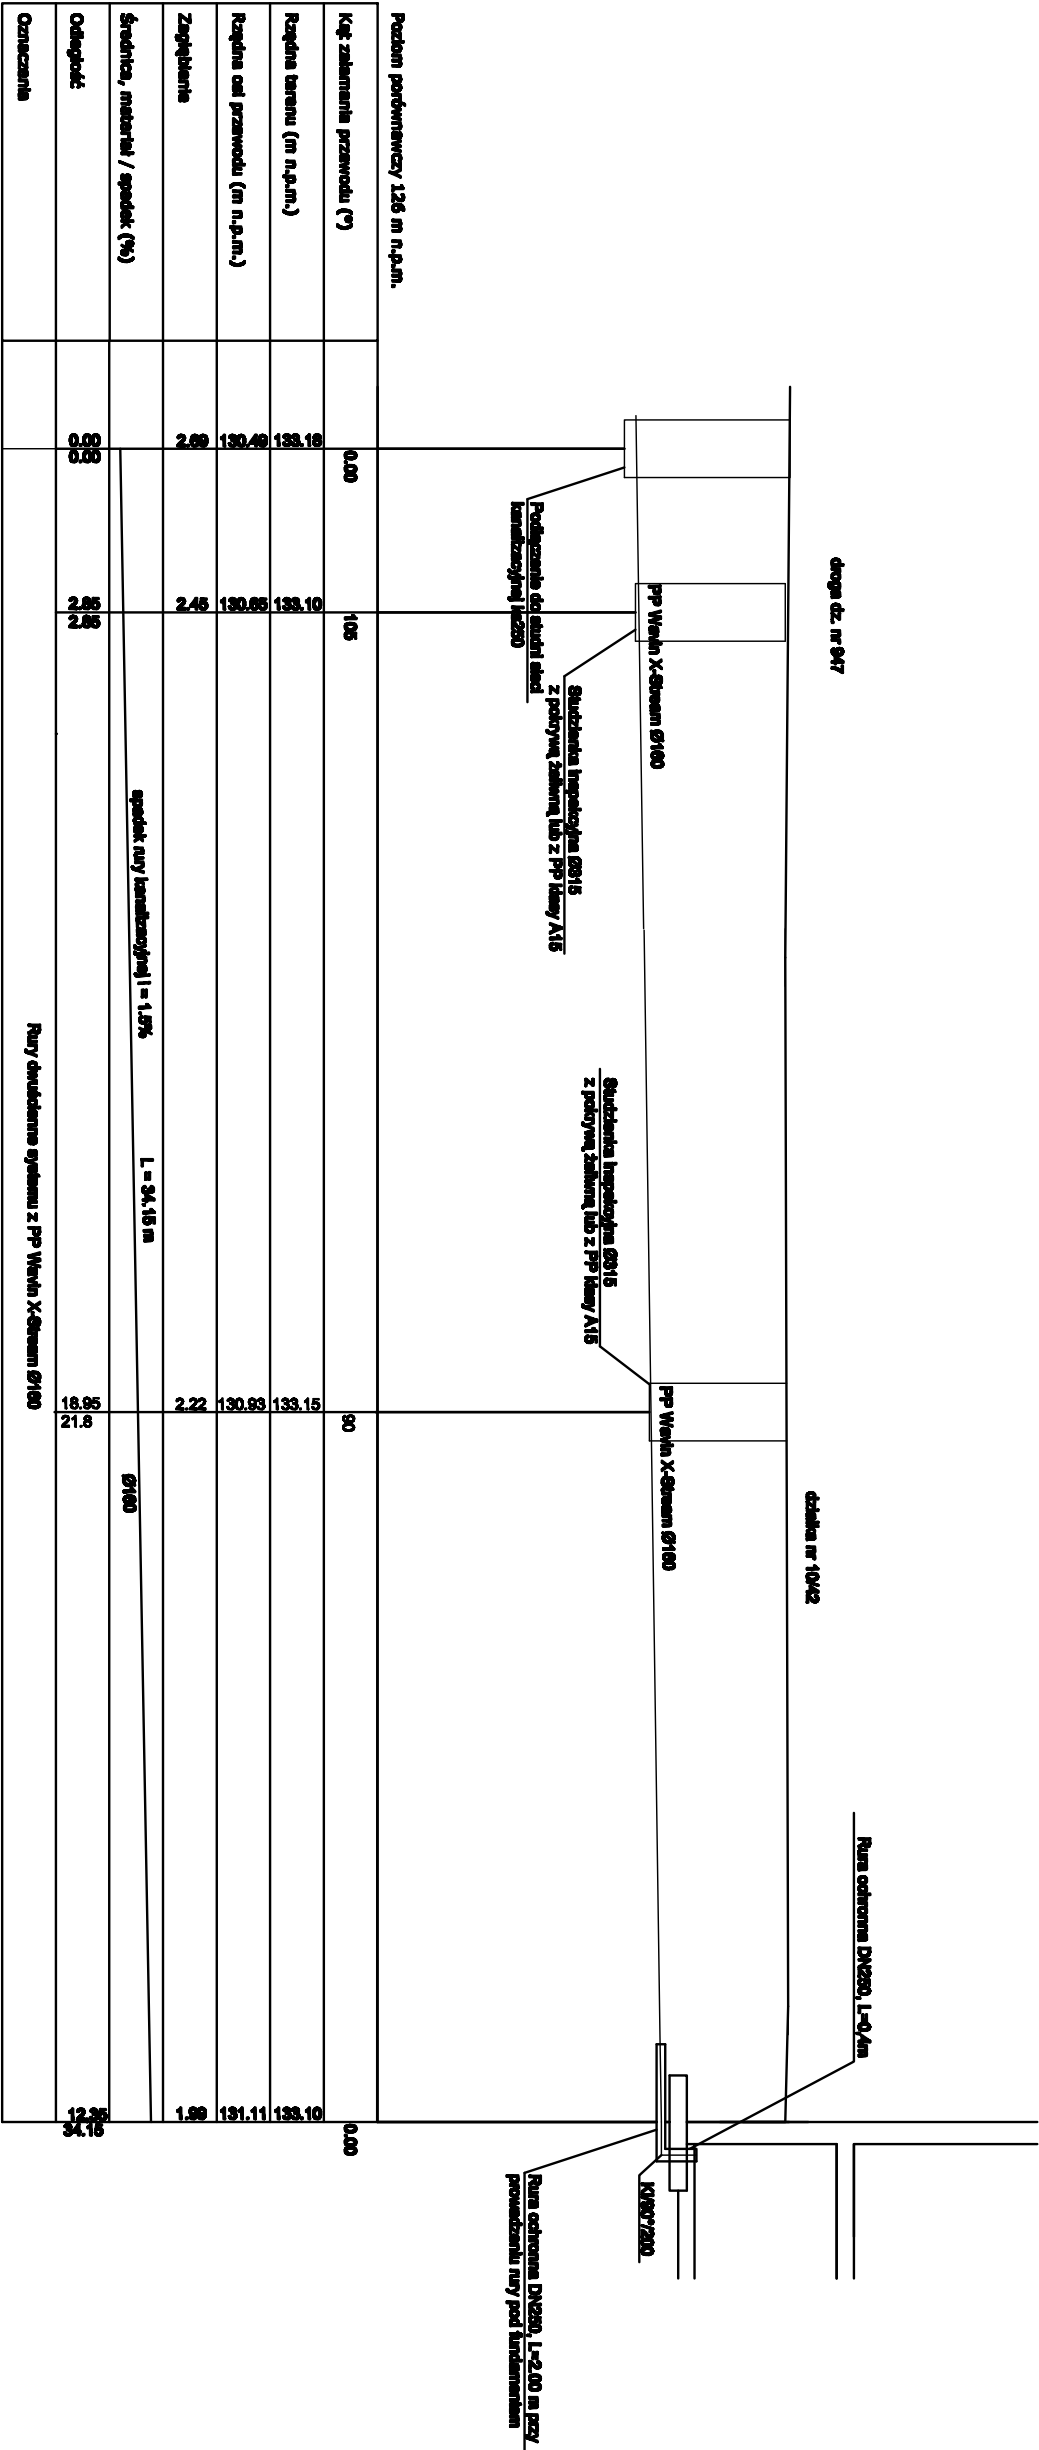 droga dz. nr 947
działka nr 10/42
Rura ochronna DN250, L=0,4m
PP Wavin X-Stream Ø160
PP Wavin X-Stream Ø160
Kl/90°/200
Studzienka inspekcyjna Ø315
z pokrywą żeliwną lub z PP klasy A15
Studzienka inspekcyjna Ø315
z pokrywą żeliwną lub z PP klasy A15
Podłączenie do studni sieci
kanalizacyjnej ks250
Rura ochronna DN250, L=2.00 m przy
prowadzeniu rury pod fundamentem
Poziom porównawczy 126 m n.p.m.
Kąt załamania przewodu (°) 0.00 105 90 0.00
Rzędna terenu (m n.p.m.) 133.18 133.10 133.15 133.10
Rzędna osi przewodu (m n.p.m.) 130.49 130.65 130.93 131.11
Zagłębienie 2.69 2.45 2.22 1.99
Średnica, materiał / spadek (%)
spadek rury kanalizacyjnej i = 1.5% L = 34.15 m Ø160
Odległość 0.00 2.85 18.95 12.35
0.00 2.85 21.8 34.15
Oznaczenia Rury dwuścienne systemu z PP Wavin X-Stream Ø160